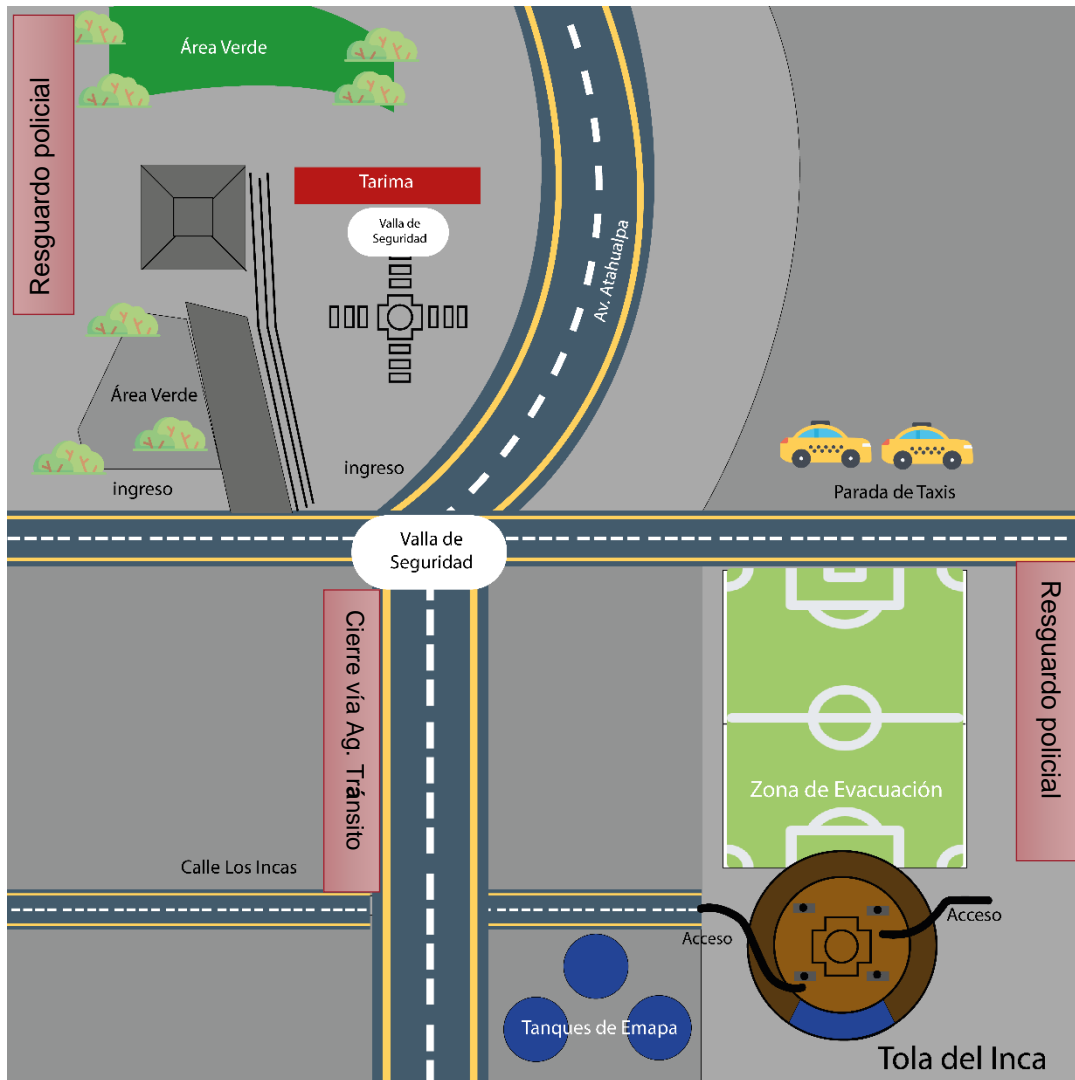 Resguardo policial
Área Verde
Tarima
Valla de
Seguridad
Av. Atahualpa
Área Verde
ingreso
ingreso
Parada de Taxis
Valla de
Seguridad
Cierre vía Ag. Tránsito
Resguardo policial
Zona de Evacuación
Calle Los Incas
Acceso
Acceso
Tanques de Emapa
Tola del Inca